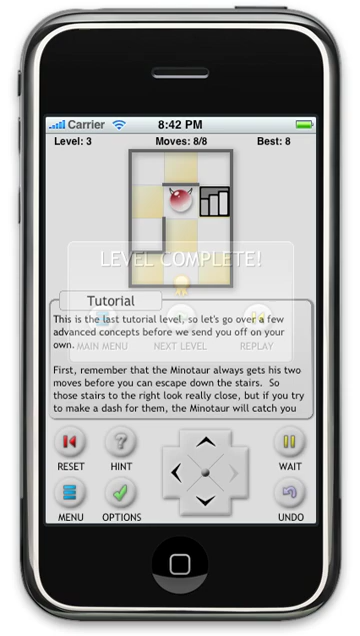 Carrier 8:42 PM
Level: 3 Moves: 8/8 Best: 8
LEVEL COMPLETE!
Tutorial
This is the last tutorial level, so let's go over a few
advanced concepts before we send you off on your
own.
MAIN MENU NEXT LEVEL REPLAY
First, remember that the Minotaur always gets his two
moves before you can escape down the stairs. So
those stairs to the right look really close, but if you try
to make a dash for them, the Minotaur will catch you
RESET HINT WAIT
MENU OPTIONS UNDO